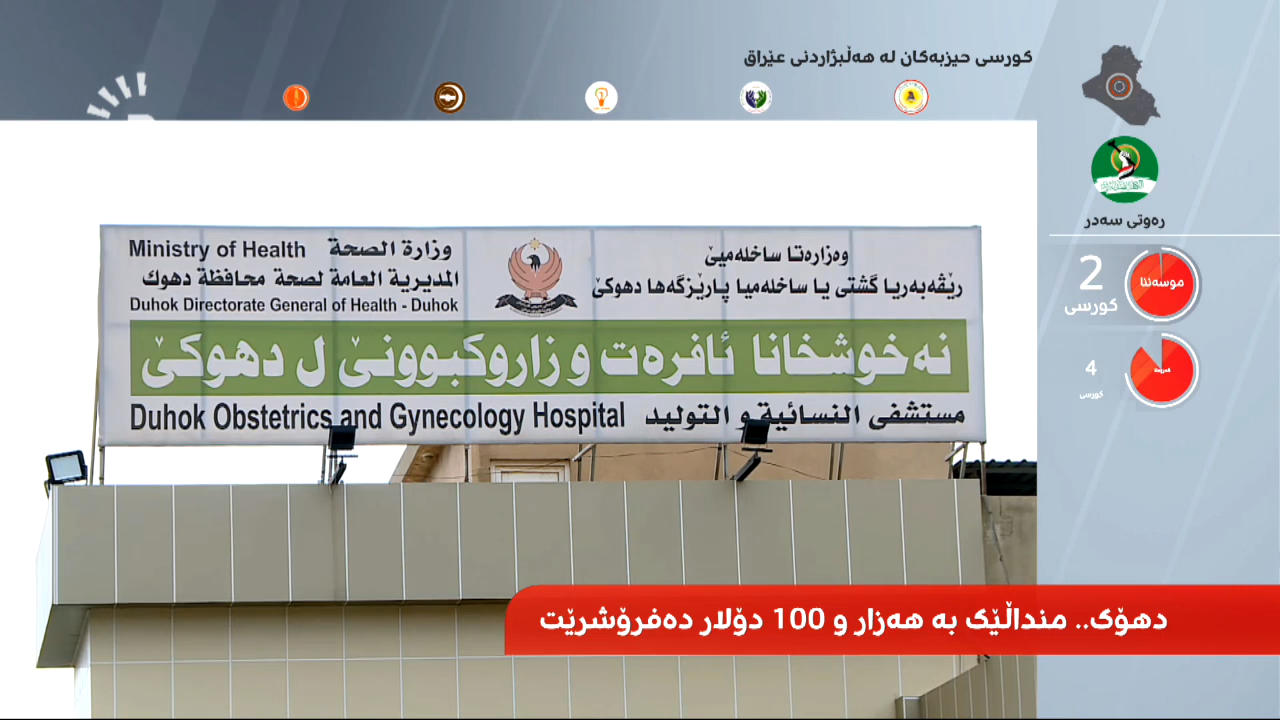 کورسی حیزبەکان لە هەڵبژاردنی عێراق
رەوتی سەدر
2
کورسی
موسەننا
4
کورسی
Ministry of Health وزارة الصحة
المديرية العامة لصحة محافظة دهوك
Duhok Directorate General of Health - Duhok
وەزارەتا ساخلەمیێ
رێڤەبەریا گشتی یا ساخلەمیا پارێزگەها دهوکێ
نەخوشخانا ئافرەت و زاروکبوونێ ل دهوکێ
Duhok Obstetrics and Gynecology Hospital مستشفى النسائية و التوليد
دهۆک.. منداڵێک بە هەزار و 100 دۆلار دەفرۆشرێت